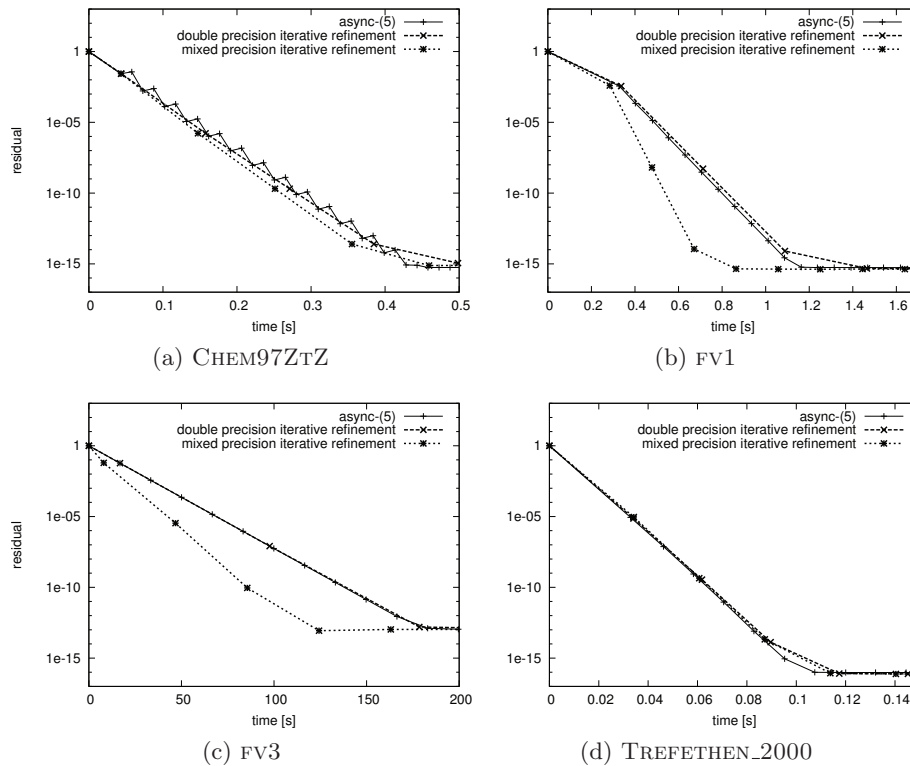 async-(5)
double precision iterative refinement
mixed precision iterative refinement
1
1e-05
1e-10
1e-15
residual
0 0.1 0.2 0.3 0.4 0.5
time [s]
(a) CHEM97ZTZ
async-(5)
double precision iterative refinement
mixed precision iterative refinement
1
1e-05
1e-10
1e-15
0 0.2 0.4 0.6 0.8 1 1.2 1.4 1.6
time [s]
(b) FV1
async-(5)
double precision iterative refinement
mixed precision iterative refinement
1
1e-05
1e-10
1e-15
residual
0 50 100 150 200
time [s]
(c) FV3
async-(5)
double precision iterative refinement
mixed precision iterative refinement
1
1e-05
1e-10
1e-15
0 0.02 0.04 0.06 0.08 0.1 0.12 0.14
time [s]
(d) TREFETHEN_2000